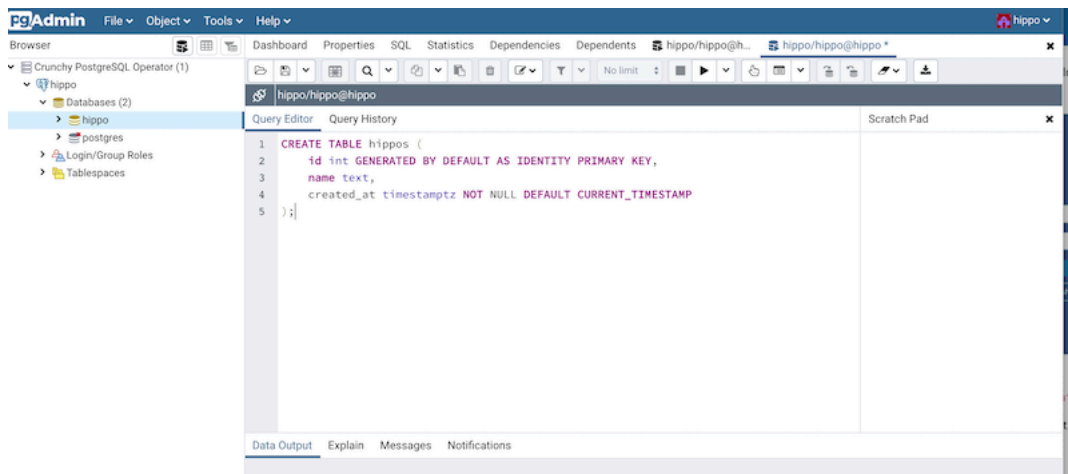 pgAdmin File Object Tools Help hippo
Browser
Dashboard Properties SQL Statistics Dependencies Dependents hippo/hippo@h... hippo/hippo@hippo *
Crunchy PostgreSQL Operator (1)
hippo
Databases (2)
hippo
postgres
Login/Group Roles
Tablespaces
No limit
hippo/hippo@hippo
Query Editor Query History
Scratch Pad
1 CREATE TABLE hippos (
2 id int GENERATED BY DEFAULT AS IDENTITY PRIMARY KEY,
3 name text,
4 created_at timestamptz NOT NULL DEFAULT CURRENT_TIMESTAMP
5 );
Data Output Explain Messages Notifications